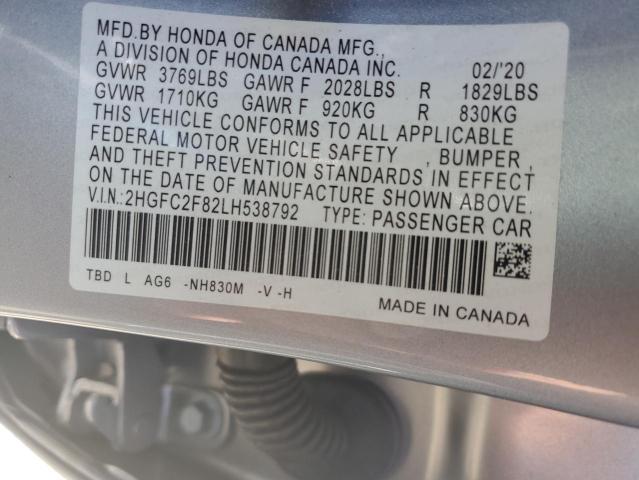 MFD.BY HONDA OF CANADA MFG.,
A DIVISION OF HONDA CANADA INC. 02/'20
GVWR 3769LBS GAWR F 2028LBS R 1829LBS
GVWR 1710KG GAWR F 920KG R 830KG
THIS VEHICLE CONFORMS TO ALL APPLICABLE
FEDERAL MOTOR VEHICLE SAFETY , BUMPER ,
AND THEFT PREVENTION STANDARDS IN EFFECT
ON THE DATE OF MANUFACTURE SHOWN ABOVE.
V.I.N.:2HGFC2F82LH538792 TYPE: PASSENGER CAR
TBD L AG6 -NH830M -V -H
MADE IN CANADA